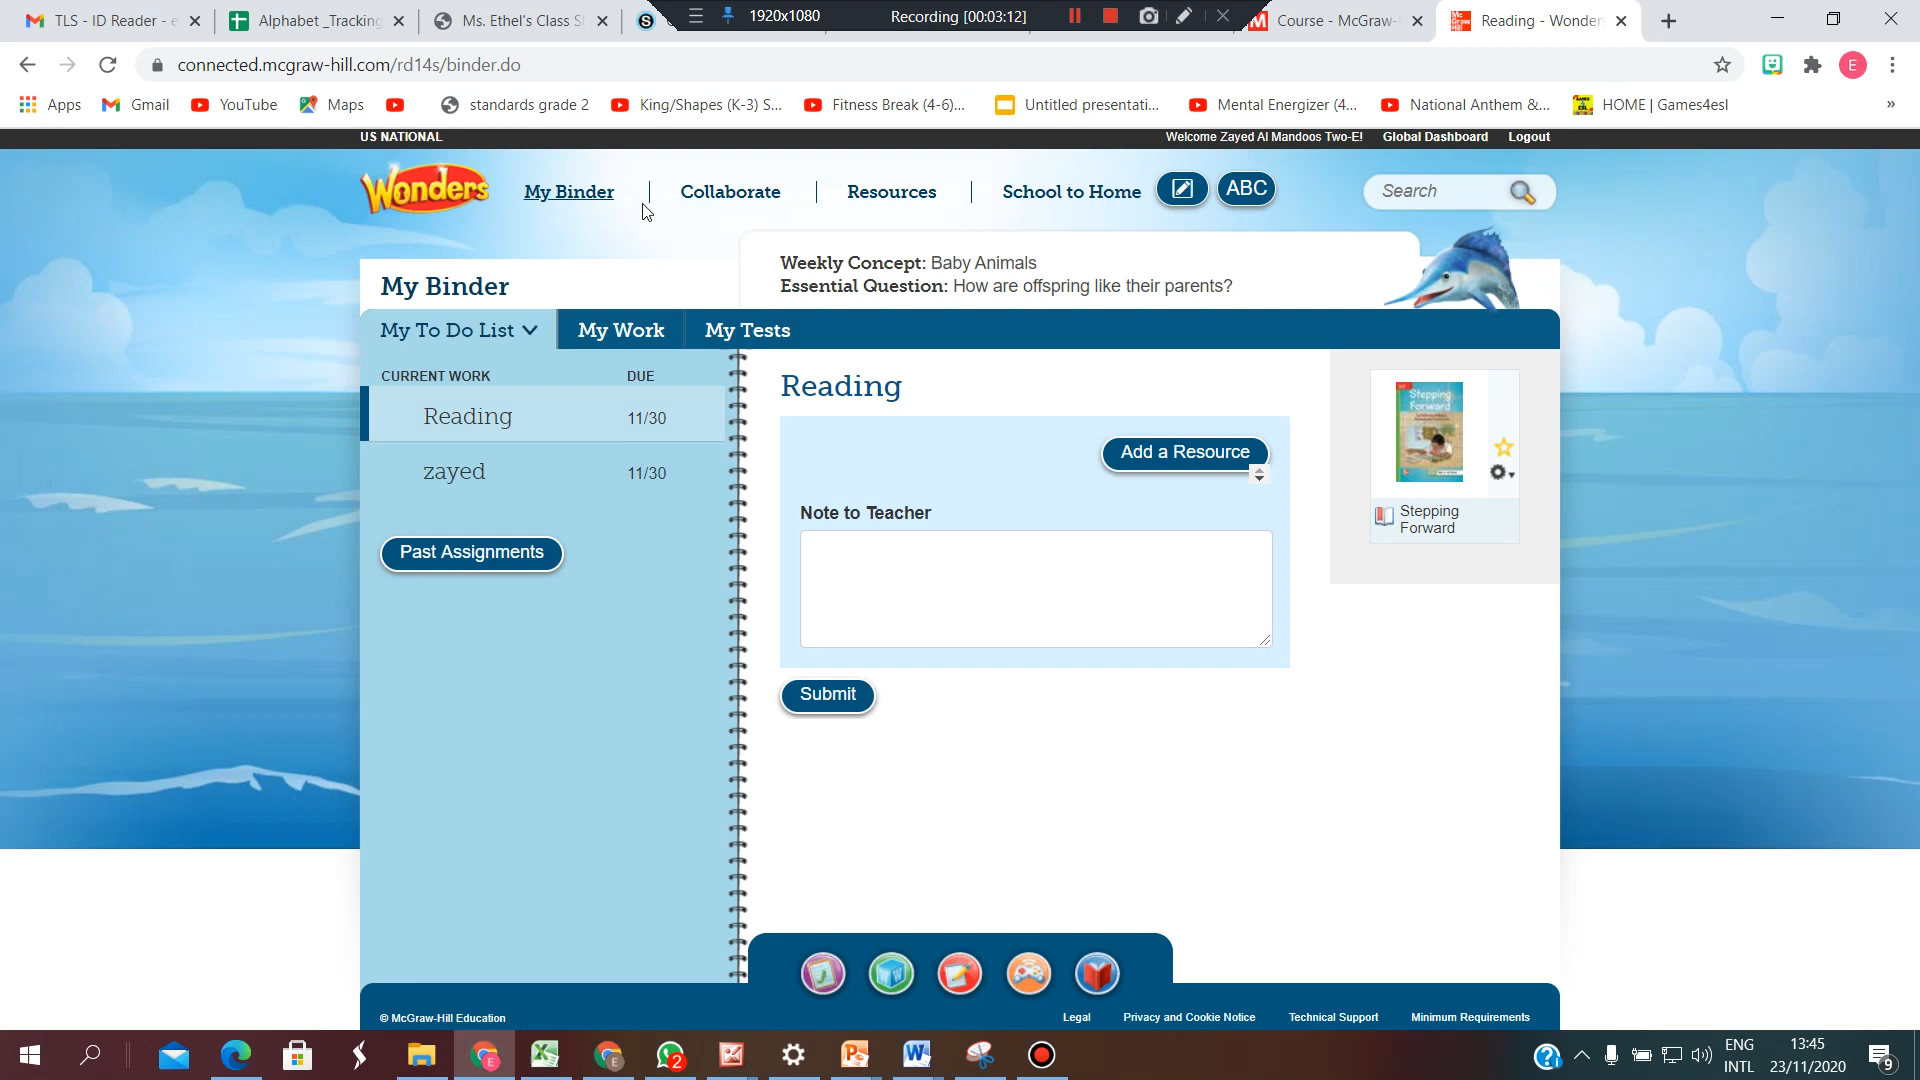 TLS - ID Reader - e
Alphabet _Tracking
Ms. Ethel's Class S
1920x1080
Recording [00:03:12]
Course - McGraw-
Reading - Wonder
connected.mcgraw-hill.com/rd14s/binder.do
E
Apps
Gmail
YouTube
Maps
standards grade 2
King/Shapes (K-3) S...
Fitness Break (4-6)...
Untitled presentati...
Mental Energizer (4...
National Anthem &...
HOME | Games4esl
»
US NATIONAL
Welcome Zayed Al Mandoos Two-E!
Global Dashboard
Logout
Wonders
My Binder
Collaborate
Resources
School to Home
ABC
Search
Weekly Concept: Baby Animals
Essential Question: How are offspring like their parents?
My Binder
My To Do List
My Work
My Tests
CURRENT WORK
DUE
Reading
11/30
zayed
11/30
Past Assignments
Reading
Add a Resource
Note to Teacher
Submit
Stepping
Forward
Stepping
Forward
© McGraw-Hill Education
Legal
Privacy and Cookie Notice
Technical Support
Minimum Requirements
2
ENG
INTL
13:45
23/11/2020
9